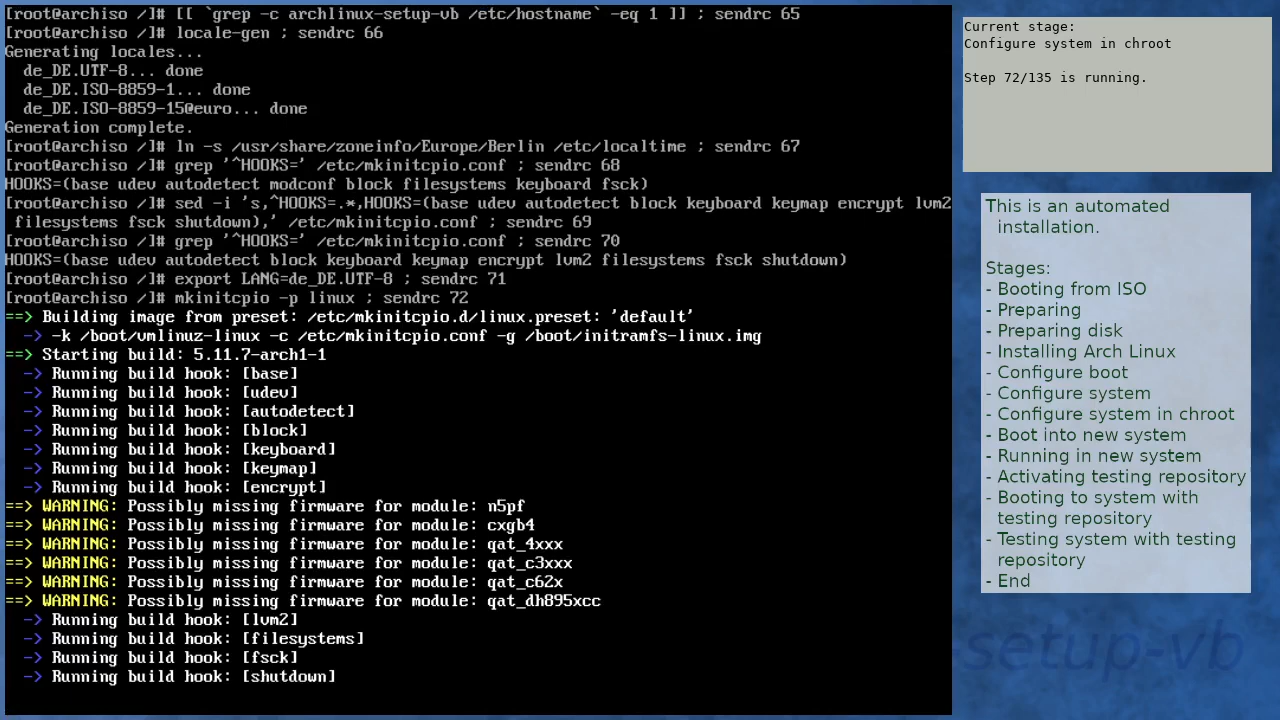 [root@archiso /]# [[ `grep -c archlinux-setup-vb /etc/hostname` -eq 1 ]] ; sendrc 65
[root@archiso /]# locale-gen ; sendrc 66
Generating locales...
  de_DE.UTF-8... done
  de_DE.ISO-8859-1... done
  de_DE.ISO-8859-15@euro... done
Generation complete.
[root@archiso /]# ln -s /usr/share/zoneinfo/Europe/Berlin /etc/localtime ; sendrc 67
[root@archiso /]# grep '^HOOKS=' /etc/mkinitcpio.conf ; sendrc 68
HOOKS=(base udev autodetect modconf block filesystems keyboard fsck)
[root@archiso /]# sed -i 's,^HOOKS=.*,HOOKS=(base udev autodetect block keyboard keymap encrypt lvm2
 filesystems fsck shutdown),' /etc/mkinitcpio.conf ; sendrc 69
[root@archiso /]# grep '^HOOKS=' /etc/mkinitcpio.conf ; sendrc 70
HOOKS=(base udev autodetect block keyboard keymap encrypt lvm2 filesystems fsck shutdown)
[root@archiso /]# export LANG=de_DE.UTF-8 ; sendrc 71
[root@archiso /]# mkinitcpio -p linux ; sendrc 72
==> Building image from preset: /etc/mkinitcpio.d/linux.preset: 'default'
  -> -k /boot/vmlinuz-linux -c /etc/mkinitcpio.conf -g /boot/initramfs-linux.img
==> Starting build: 5.11.7-arch1-1
  -> Running build hook: [base]
  -> Running build hook: [udev]
  -> Running build hook: [autodetect]
  -> Running build hook: [block]
  -> Running build hook: [keyboard]
  -> Running build hook: [keymap]
  -> Running build hook: [encrypt]
==> WARNING: Possibly missing firmware for module: n5pf
==> WARNING: Possibly missing firmware for module: cxgb4
==> WARNING: Possibly missing firmware for module: qat_4xxx
==> WARNING: Possibly missing firmware for module: qat_c3xxx
==> WARNING: Possibly missing firmware for module: qat_c62x
==> WARNING: Possibly missing firmware for module: qat_dh895xcc
  -> Running build hook: [lvm2]
  -> Running build hook: [filesystems]
  -> Running build hook: [fsck]
  -> Running build hook: [shutdown]
Current stage:
Configure system in chroot
Step 72/135 is running.
This is an automated
installation.
Stages:
- Booting from ISO
- Preparing
- Preparing disk
- Installing Arch Linux
- Configure boot
- Configure system
- Configure system in chroot
- Boot into new system
- Running in new system
- Activating testing repository
- Booting to system with
testing repository
- Testing system with testing
repository
- End
setup-vb